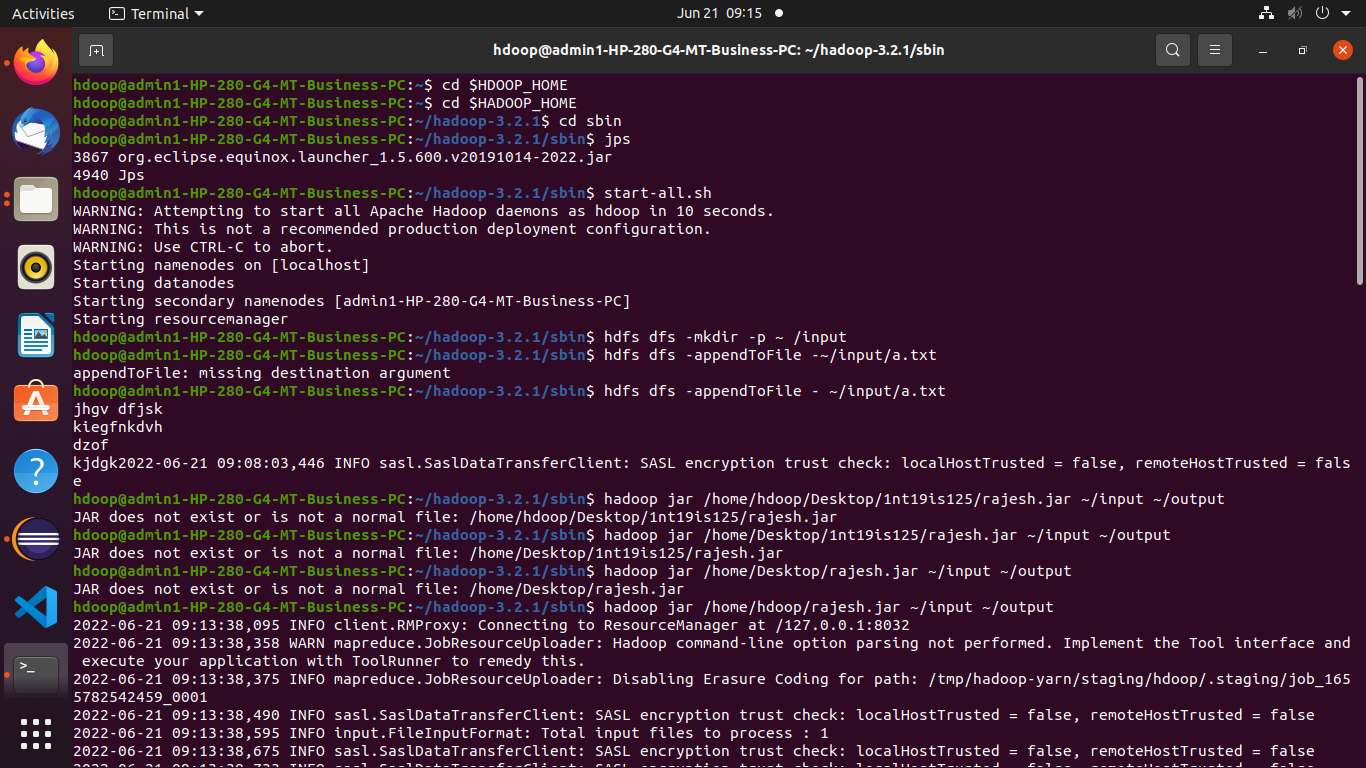 Activities
Terminal
Jun 21 09:15
hdoop@admin1-HP-280-G4-MT-Business-PC: ~/hadoop-3.2.1/sbin
hdoop@admin1-HP-280-G4-MT-Business-PC:~$ cd $HDOOP_HOME
hdoop@admin1-HP-280-G4-MT-Business-PC:~$ cd $HADOOP_HOME
hdoop@admin1-HP-280-G4-MT-Business-PC:~/hadoop-3.2.1$ cd sbin
hdoop@admin1-HP-280-G4-MT-Business-PC:~/hadoop-3.2.1/sbin$ jps
3867 org.eclipse.equinox.launcher_1.5.600.v20191014-2022.jar
4940 Jps
hdoop@admin1-HP-280-G4-MT-Business-PC:~/hadoop-3.2.1/sbin$ start-all.sh
WARNING: Attempting to start all Apache Hadoop daemons as hdoop in 10 seconds.
WARNING: This is not a recommended production deployment configuration.
WARNING: Use CTRL-C to abort.
Starting namenodes on [localhost]
Starting datanodes
Starting secondary namenodes [admin1-HP-280-G4-MT-Business-PC]
Starting resourcemanager
hdoop@admin1-HP-280-G4-MT-Business-PC:~/hadoop-3.2.1/sbin$ hdfs dfs -mkdir -p ~ /input
hdoop@admin1-HP-280-G4-MT-Business-PC:~/hadoop-3.2.1/sbin$ hdfs dfs -appendToFile -~/input/a.txt
appendToFile: missing destination argument
hdoop@admin1-HP-280-G4-MT-Business-PC:~/hadoop-3.2.1/sbin$ hdfs dfs -appendToFile - ~/input/a.txt
jhgv dfjsk
kiegfnkdvh
dzof
kjdgk2022-06-21 09:08:03,446 INFO sasl.SaslDataTransferClient: SASL encryption trust check: localHostTrusted = false, remoteHostTrusted = fals
e
hdoop@admin1-HP-280-G4-MT-Business-PC:~/hadoop-3.2.1/sbin$ hadoop jar /home/hdoop/Desktop/1nt19is125/rajesh.jar ~/input ~/output
JAR does not exist or is not a normal file: /home/hdoop/Desktop/1nt19is125/rajesh.jar
hdoop@admin1-HP-280-G4-MT-Business-PC:~/hadoop-3.2.1/sbin$ hadoop jar /home/Desktop/1nt19is125/rajesh.jar ~/input ~/output
JAR does not exist or is not a normal file: /home/Desktop/1nt19is125/rajesh.jar
hdoop@admin1-HP-280-G4-MT-Business-PC:~/hadoop-3.2.1/sbin$ hadoop jar /home/Desktop/rajesh.jar ~/input ~/output
JAR does not exist or is not a normal file: /home/Desktop/rajesh.jar
hdoop@admin1-HP-280-G4-MT-Business-PC:~/hadoop-3.2.1/sbin$ hadoop jar /home/hdoop/rajesh.jar ~/input ~/output
2022-06-21 09:13:38,095 INFO client.RMProxy: Connecting to ResourceManager at /127.0.0.1:8032
2022-06-21 09:13:38,358 WARN mapreduce.JobResourceUploader: Hadoop command-line option parsing not performed. Implement the Tool interface and
execute your application with ToolRunner to remedy this.
2022-06-21 09:13:38,375 INFO mapreduce.JobResourceUploader: Disabling Erasure Coding for path: /tmp/hadoop-yarn/staging/hdoop/.staging/job_165
5782542459_0001
2022-06-21 09:13:38,490 INFO sasl.SaslDataTransferClient: SASL encryption trust check: localHostTrusted = false, remoteHostTrusted = false
2022-06-21 09:13:38,595 INFO input.FileInputFormat: Total input files to process : 1
2022-06-21 09:13:38,675 INFO sasl.SaslDataTransferClient: SASL encryption trust check: localHostTrusted = false, remoteHostTrusted = false